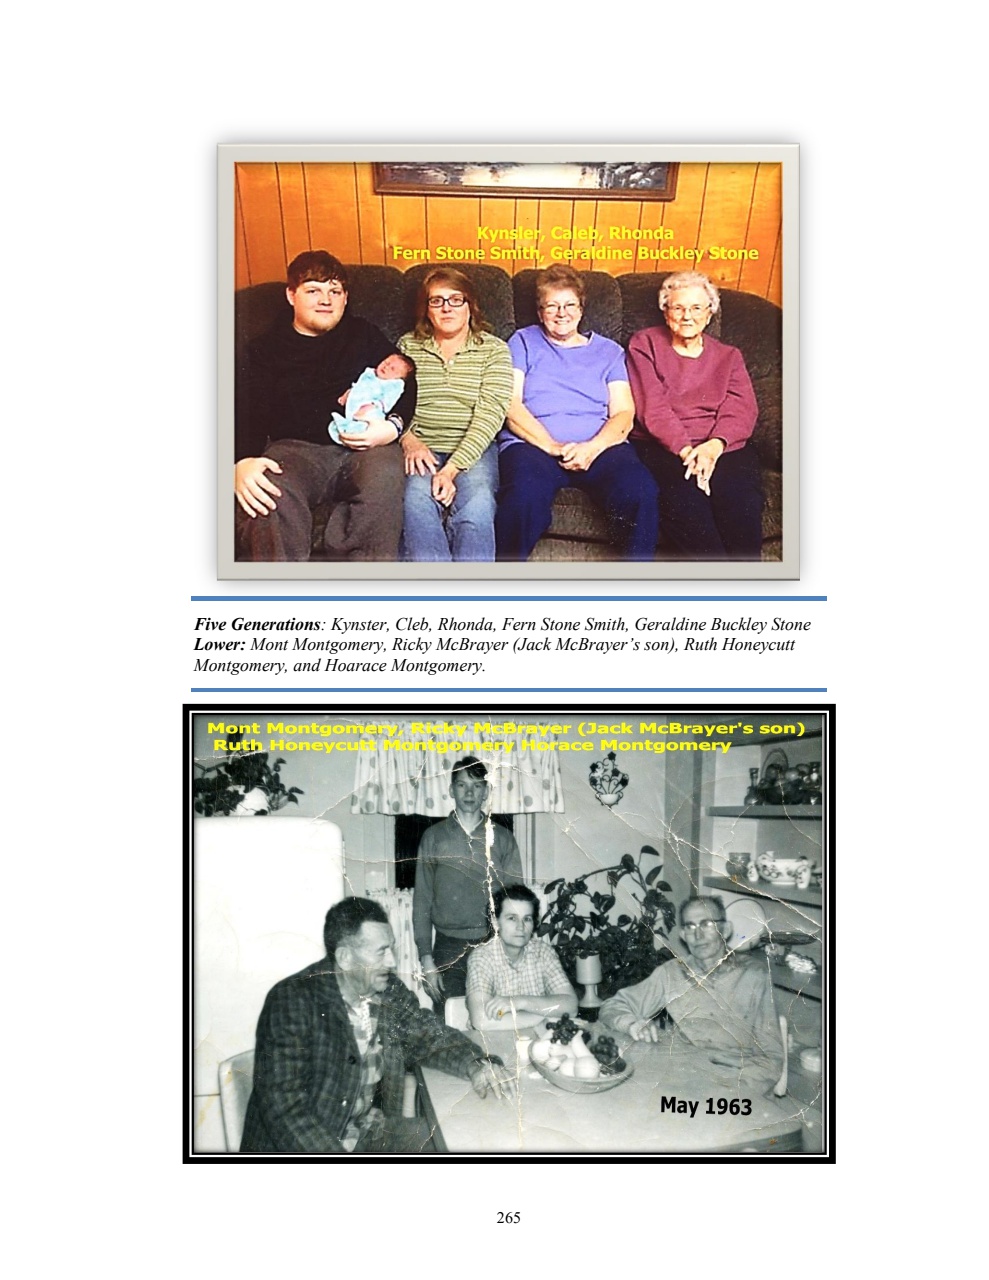 Kynsler, Caleb, Rhonda
Fern Stone Smith, Geraldine Buckley Stone
Five Generations: Kynster, Cleb, Rhonda, Fern Stone Smith, Geraldine Buckley Stone
Lower: Mont Montgomery, Ricky McBrayer (Jack McBrayer’s son), Ruth Honeycutt
Montgomery, and Hoarace Montgomery.
Mont Montgomery, Ricky McBrayer (Jack McBrayer's son)
Ruth Honeycutt Montgomery Horace Montgomery
May 1963
265